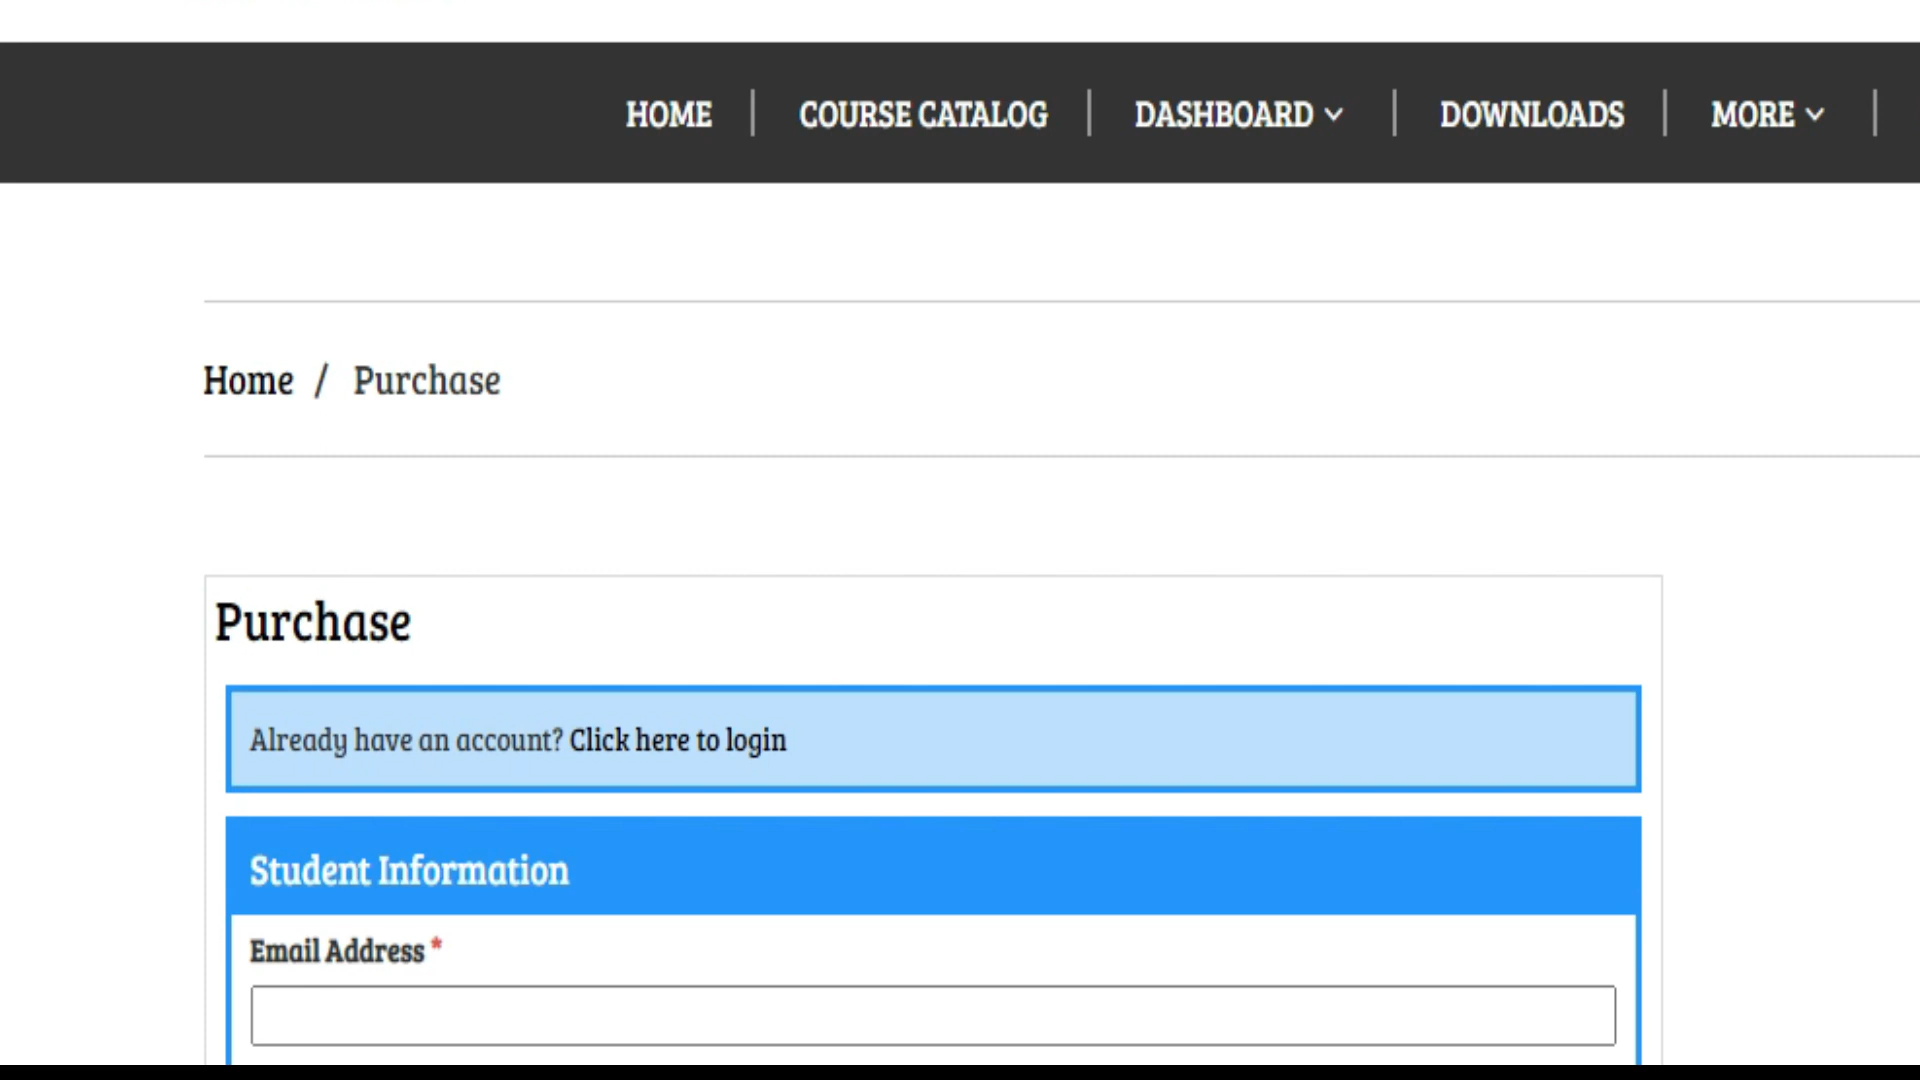 HOME | COURSE CATALOG | DASHBOARD | DOWNLOADS | MORE |
Home / Purchase
Purchase
Already have an account? Click here to login
Student Information
Email Address *